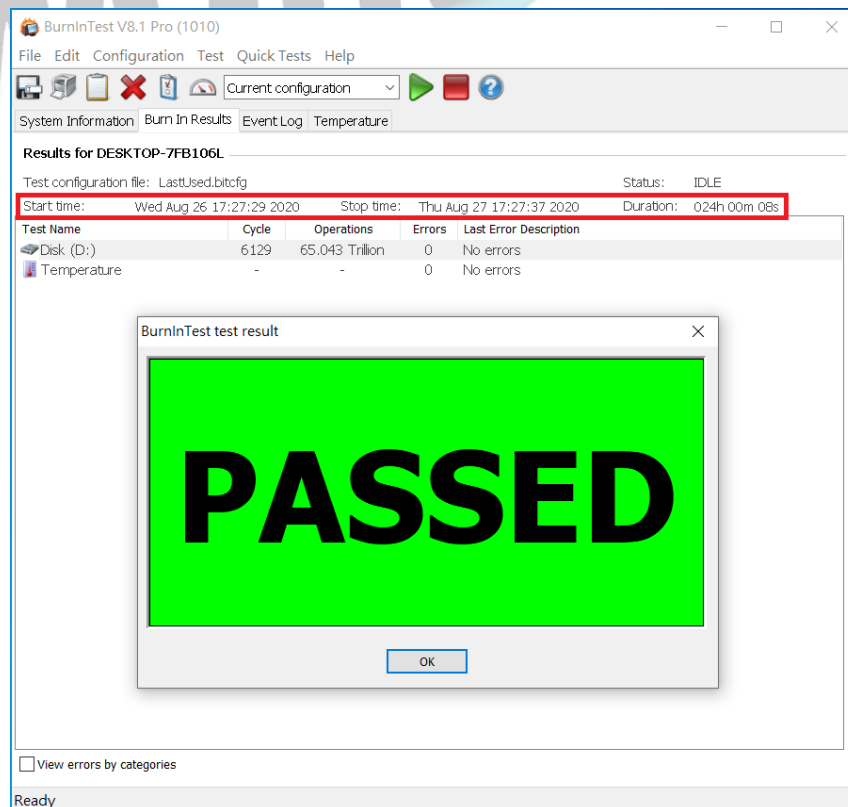 BurnInTest V8.1 Pro (1010)
File Edit Configuration Test Quick Tests Help
Current configuration
System Information Burn In Results Event Log Temperature
Results for DESKTOP-7FB106L
Test configuration file: LastUsed.bitcfg Status: IDLE
Start time: Wed Aug 26 17:27:29 2020 Stop time: Thu Aug 27 17:27:37 2020 Duration: 024h 00m 08s
Test Name Cycle Operations Errors Last Error Description
Disk (D:) 6129 65.043 Trillion 0 No errors
Temperature - - 0 No errors
BurnInTest test result
PASSED
OK
View errors by categories
Ready